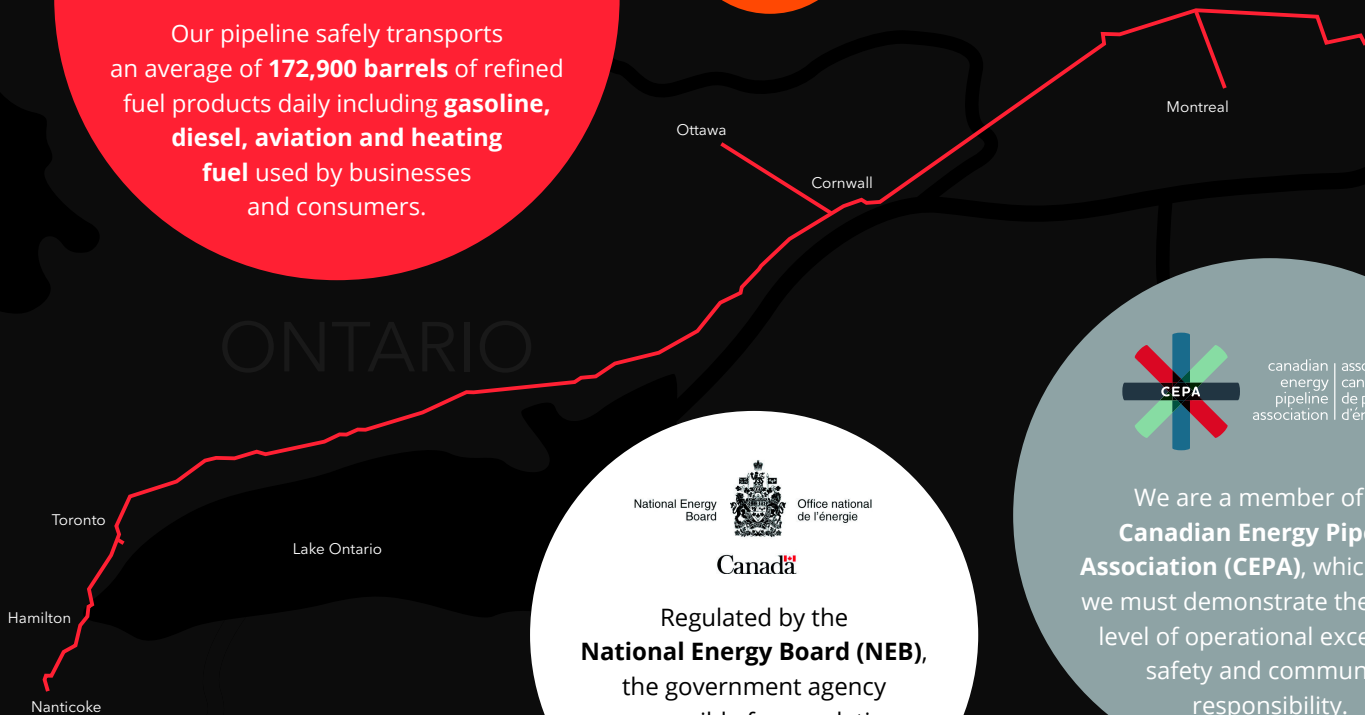 Our pipeline safely transports
an average of 172,900 barrels of refined
fuel products daily including gasoline,
diesel, aviation and heating
fuel used by businesses
and consumers.
Montreal
Ottawa
Cornwall
ONTARIO
Toronto
Lake Ontario
Hamilton
Nanticoke
National Energy
Board
Office national
de l'énergie
Canada
Regulated by the
National Energy Board (NEB),
the government agency
CEPA
canadian
energy
pipeline
association
We are a member of
Canadian Energy
Association (CEPA),
we must demonstrate
level of operational
safety and
responsibility.